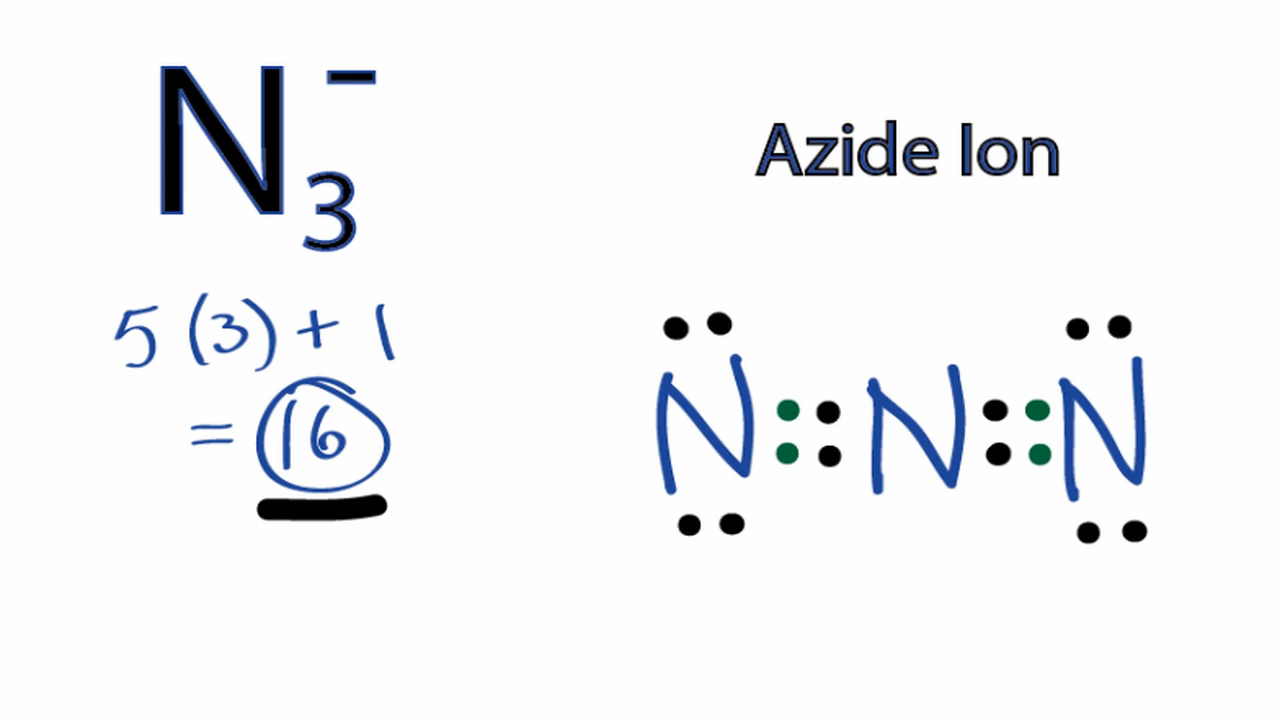 N₃⁻
Azide Ion
5 (3) + 1
= 16
N : : N : : N